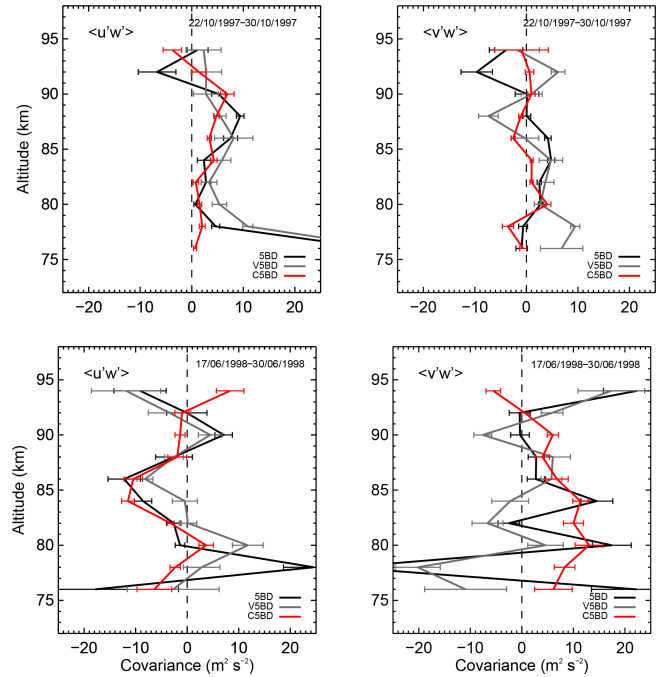 <u'w'>
22/10/1997−30/10/1997
95
90
85
80
75
Altitude (km)
5BD
V5BD
C5BD
−20 −10 0 10 20
<v'w'>
22/10/1997−30/10/1997
95
90
85
80
75
5BD
V5BD
C5BD
−20 −10 0 10 20
<u'w'>
17/06/1998−30/06/1998
95
90
85
80
75
Altitude (km)
5BD
V5BD
C5BD
−20 −10 0 10 20
Covariance (m² s⁻²)
<v'w'>
17/06/1998−30/06/1998
95
90
85
80
75
5BD
V5BD
C5BD
−20 −10 0 10 20
Covariance (m² s⁻²)